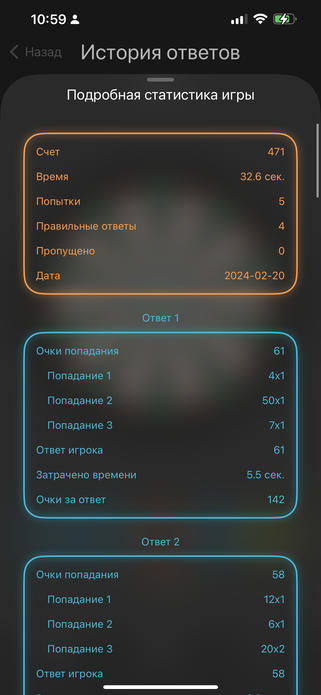 10:59
Назад
История ответов
Подробная статистика игры
Счет 471
Время 32.6 сек.
Попытки 5
Правильные ответы 4
Пропущено 0
Дата 2024-02-20
Ответ 1
Очки попадания 61
Попадание 1 4x1
Попадание 2 50x1
Попадание 3 7x1
Ответ игрока 61
Затрачено времени 5.5 сек.
Очки за ответ 142
Ответ 2
Очки попадания 58
Попадание 1 12x1
Попадание 2 6x1
Попадание 3 20x2
Ответ игрока 58